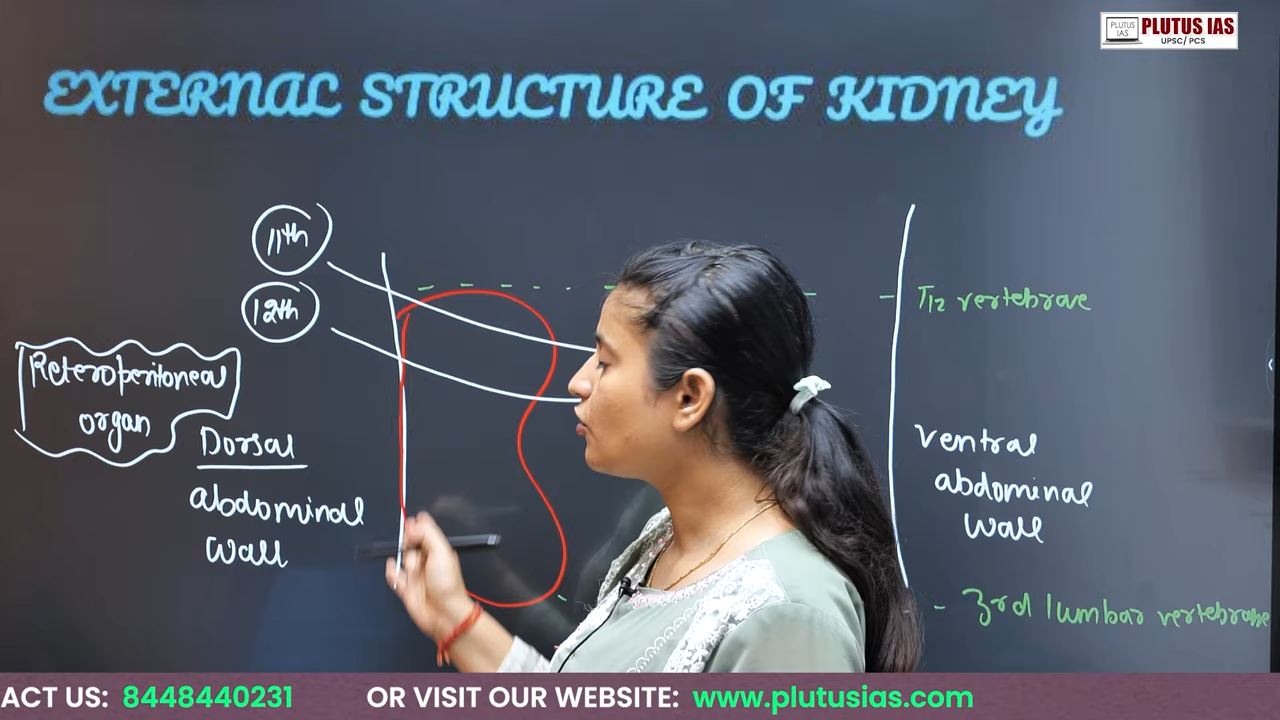 PLUTUS IAS
PLUTUS IAS
UPSC/ PCS
EXTERNAL STRUCTURE OF KIDNEY
11th
12th
T12 vertebrae
Reteroperitoneal
organ
Dorsal
abdominal
wall
ventral
abdominal
wall
3rd lumbar vertebrae
ACT US: 8448440231 OR VISIT OUR WEBSITE: www.plutusias.com